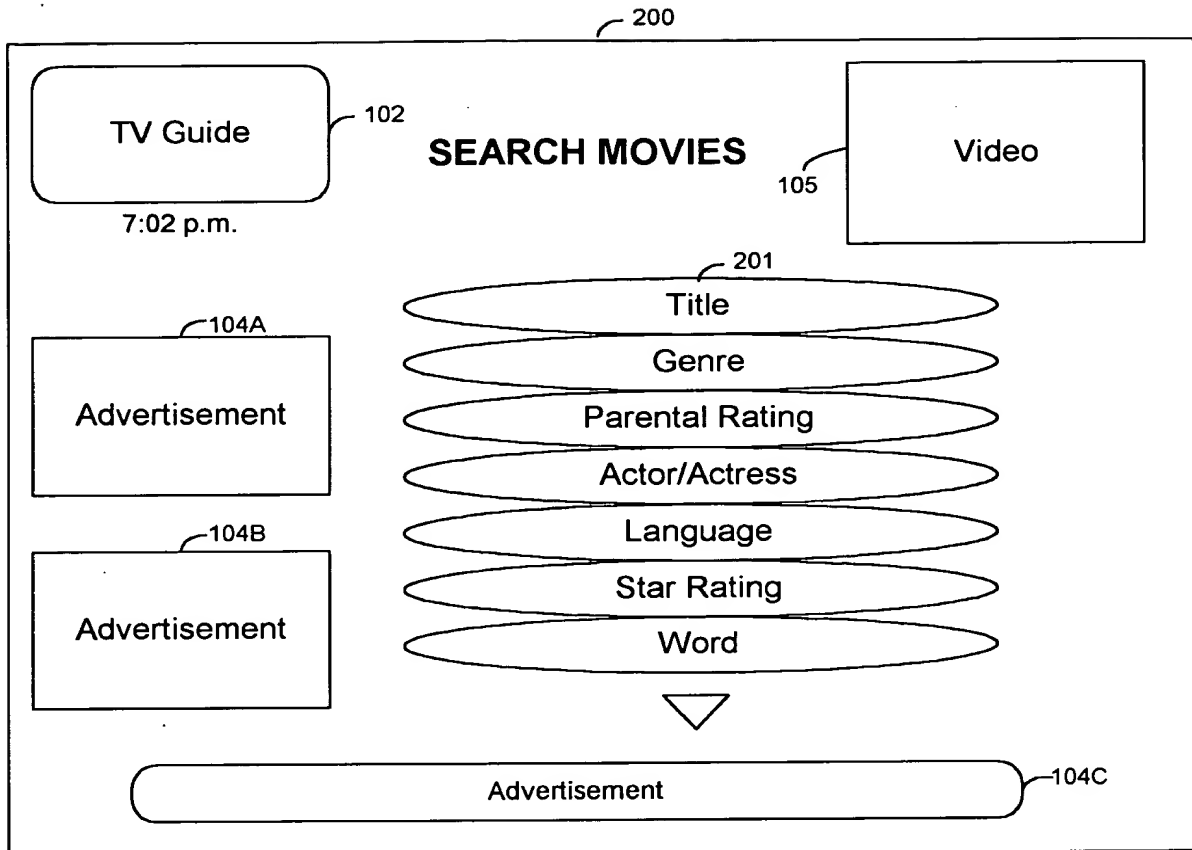 200
TV Guide
102
SEARCH MOVIES
105
Video
7:02 p.m.
201
Title
104A
Genre
Advertisement
Parental Rating
Actor/Actress
Language
104B
Star Rating
Advertisement
Word
Advertisement
104C